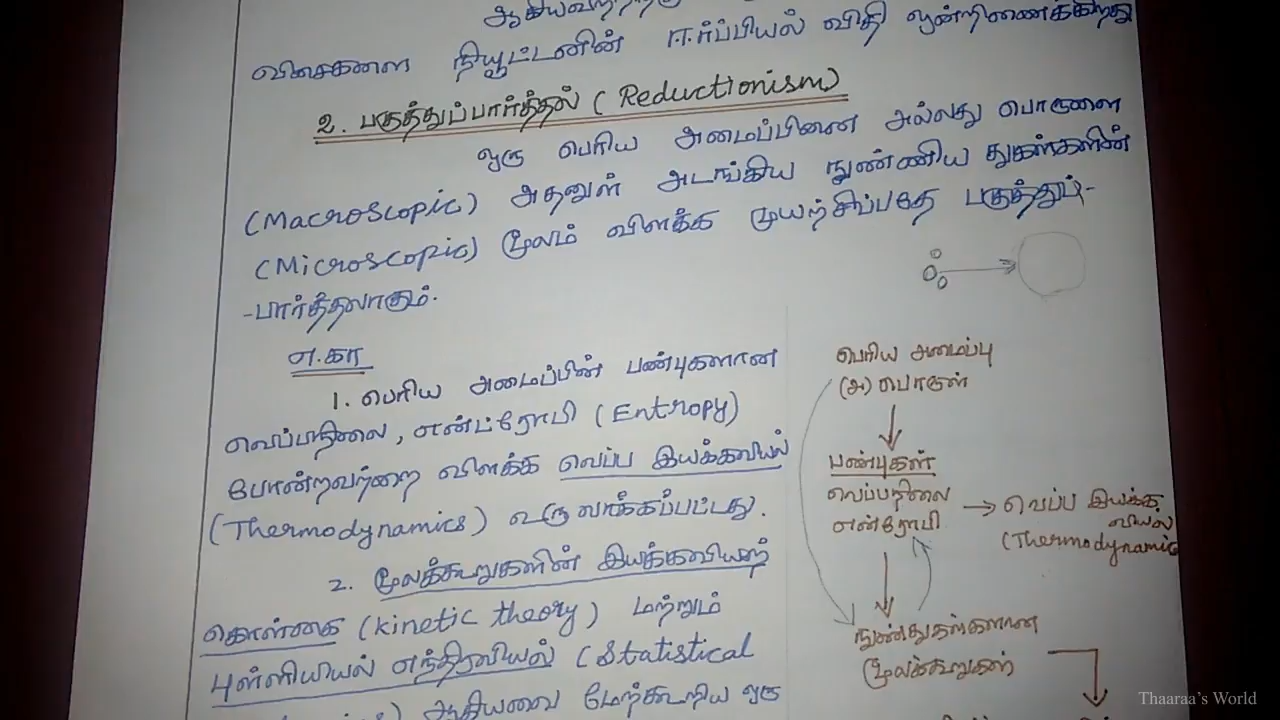 ஆகியவற்றிற்கு
விசைகளை நியூட்டனின் ஈர்ப்பியல் விதி ஒன்றிணைக்கிறது
2. பகுத்துப்பார்த்தல் (Reductionism)
ஒரு பெரிய அமைப்பினை அல்லது பொருளை
(Macroscopic) அதனுள் அடங்கிய நுண்ணிய துகள்களின்
(Microscopic) மூலம் விளக்க முயற்சிப்பதே பகுத்துப்-
-பார்த்தலாகும்.
எ.கா
1. பெரிய அமைப்பின் பண்புகளான
வெப்பநிலை, என்ட்ரோபி (Entropy)
போன்றவற்றை விளக்க வெப்ப இயக்கவியல்
(Thermodynamics) உருவாக்கப்பட்டது.
2. மூலக்கூறுகளின் இயக்கவியற்
கொள்கை (kinetic theory) மற்றும்
புள்ளியியல் எந்திரவியல் (Statistical
ஆகியவை மேற்கூறிய ஒரு
பெரிய அமைப்பு
(அ) பொருள்
பண்புகள்
வெப்பநிலை
என்ரோபி
வெப்ப இயக்க
வியல்
(Thermodynamic
நுண்துகள்களான
மூலக்கூறுகள்
Thaaraa's World